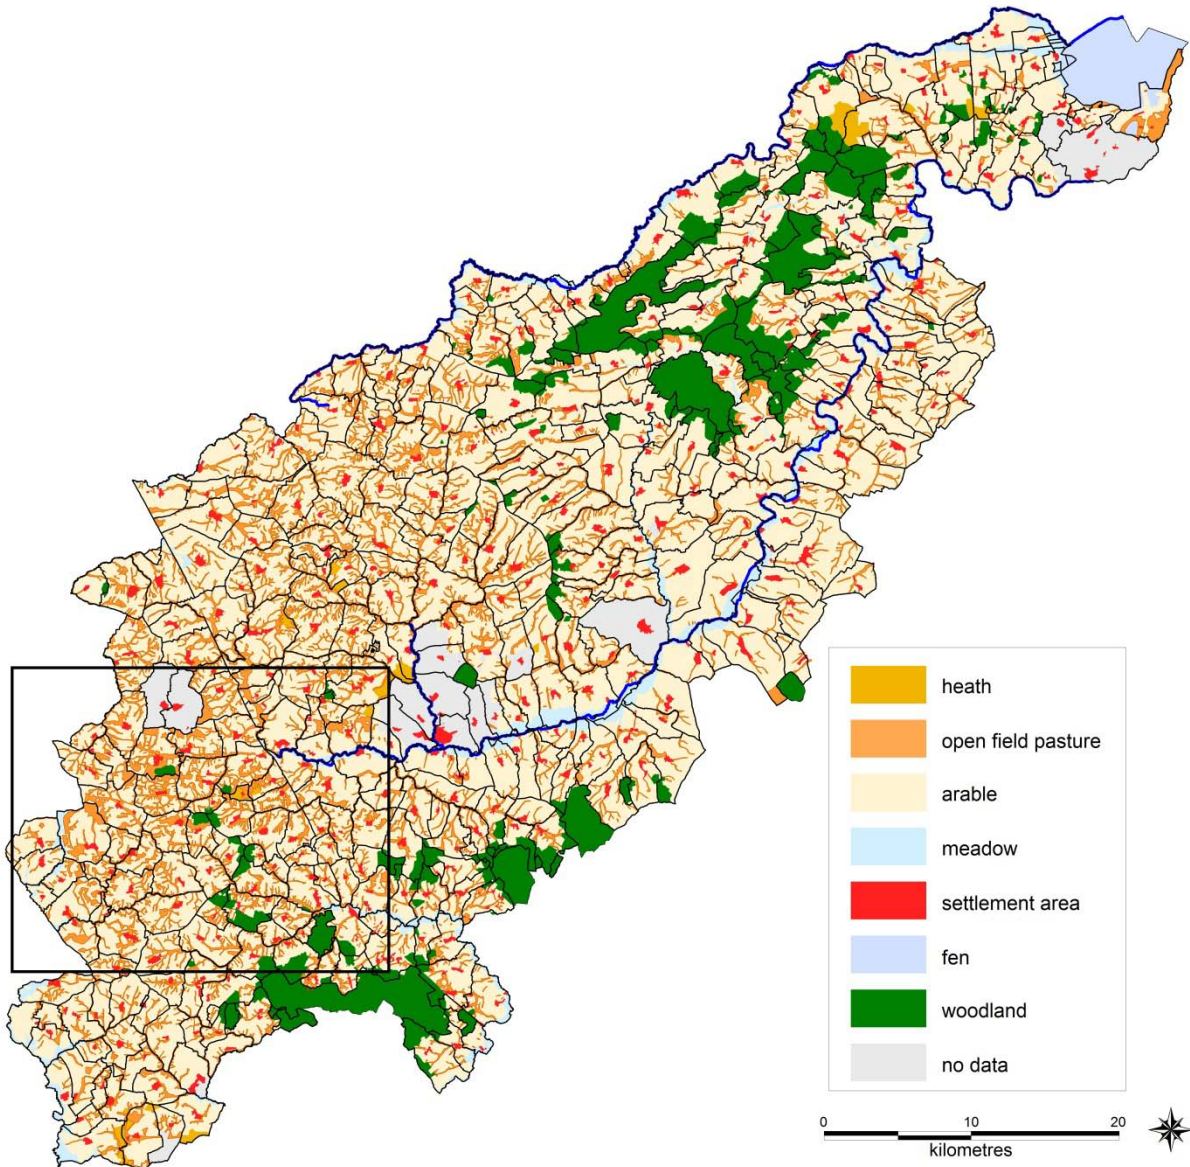 heath
open field pasture
arable
meadow
settlement area
fen
woodland
no data
0 10 20
kilometres